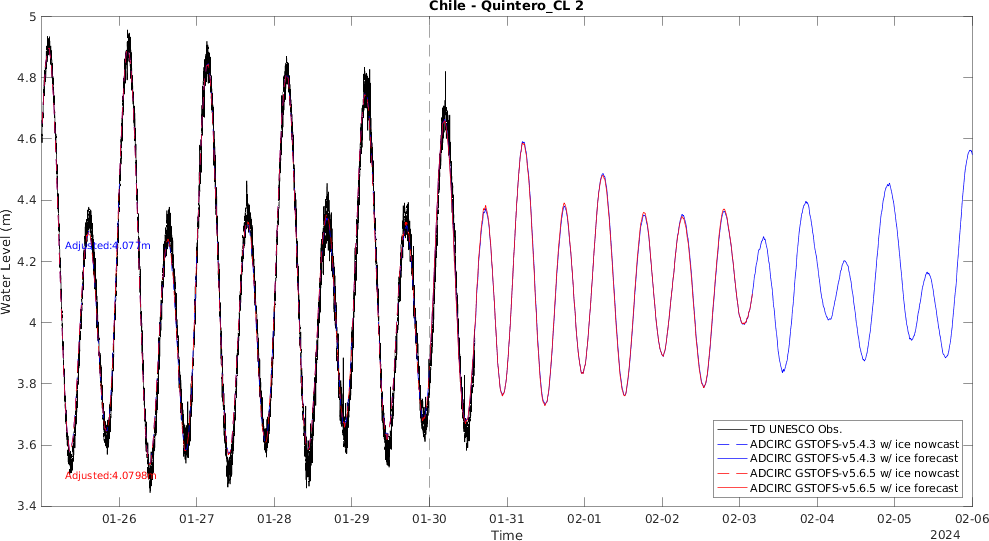 Chile - Quintero_CL 2
5
4.8
4.6
4.4
4.2
4
3.8
3.6
3.4
Water Level (m)
Adjusted:4.077m
Adjusted:4.0798m
TD UNESCO Obs.
ADCIRC GSTOFS-v5.4.3 w/ ice nowcast
ADCIRC GSTOFS-v5.4.3 w/ ice forecast
ADCIRC GSTOFS-v5.6.5 w/ ice nowcast
ADCIRC GSTOFS-v5.6.5 w/ ice forecast
01-26 01-27 01-28 01-29 01-30 01-31 02-01 02-02 02-03 02-04 02-05 02-06
Time
2024